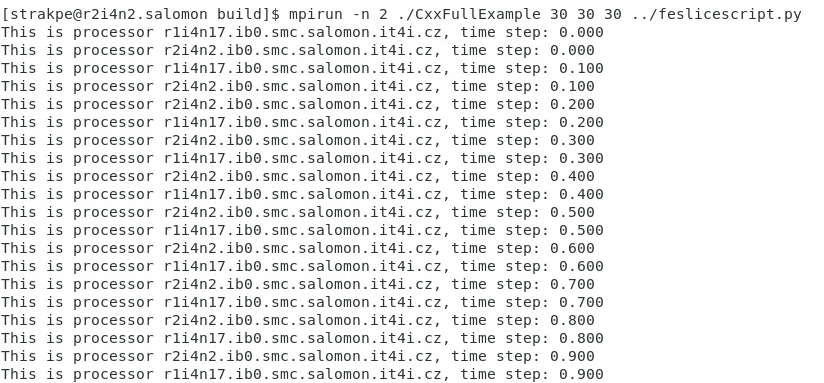 [strakpe@r2i4n2.salomon build]$ mpirun -n 2 ./CxxFullExample 30 30 30 ../feslicescript.py
This is processor r1i4n17.ib0.smc.salomon.it4i.cz, time step: 0.000
This is processor r2i4n2.ib0.smc.salomon.it4i.cz, time step: 0.000
This is processor r1i4n17.ib0.smc.salomon.it4i.cz, time step: 0.100
This is processor r2i4n2.ib0.smc.salomon.it4i.cz, time step: 0.100
This is processor r2i4n2.ib0.smc.salomon.it4i.cz, time step: 0.200
This is processor r1i4n17.ib0.smc.salomon.it4i.cz, time step: 0.200
This is processor r2i4n2.ib0.smc.salomon.it4i.cz, time step: 0.300
This is processor r1i4n17.ib0.smc.salomon.it4i.cz, time step: 0.300
This is processor r2i4n2.ib0.smc.salomon.it4i.cz, time step: 0.400
This is processor r1i4n17.ib0.smc.salomon.it4i.cz, time step: 0.400
This is processor r2i4n2.ib0.smc.salomon.it4i.cz, time step: 0.500
This is processor r1i4n17.ib0.smc.salomon.it4i.cz, time step: 0.500
This is processor r2i4n2.ib0.smc.salomon.it4i.cz, time step: 0.600
This is processor r1i4n17.ib0.smc.salomon.it4i.cz, time step: 0.600
This is processor r2i4n2.ib0.smc.salomon.it4i.cz, time step: 0.700
This is processor r1i4n17.ib0.smc.salomon.it4i.cz, time step: 0.700
This is processor r2i4n2.ib0.smc.salomon.it4i.cz, time step: 0.800
This is processor r1i4n17.ib0.smc.salomon.it4i.cz, time step: 0.800
This is processor r2i4n2.ib0.smc.salomon.it4i.cz, time step: 0.900
This is processor r1i4n17.ib0.smc.salomon.it4i.cz, time step: 0.900